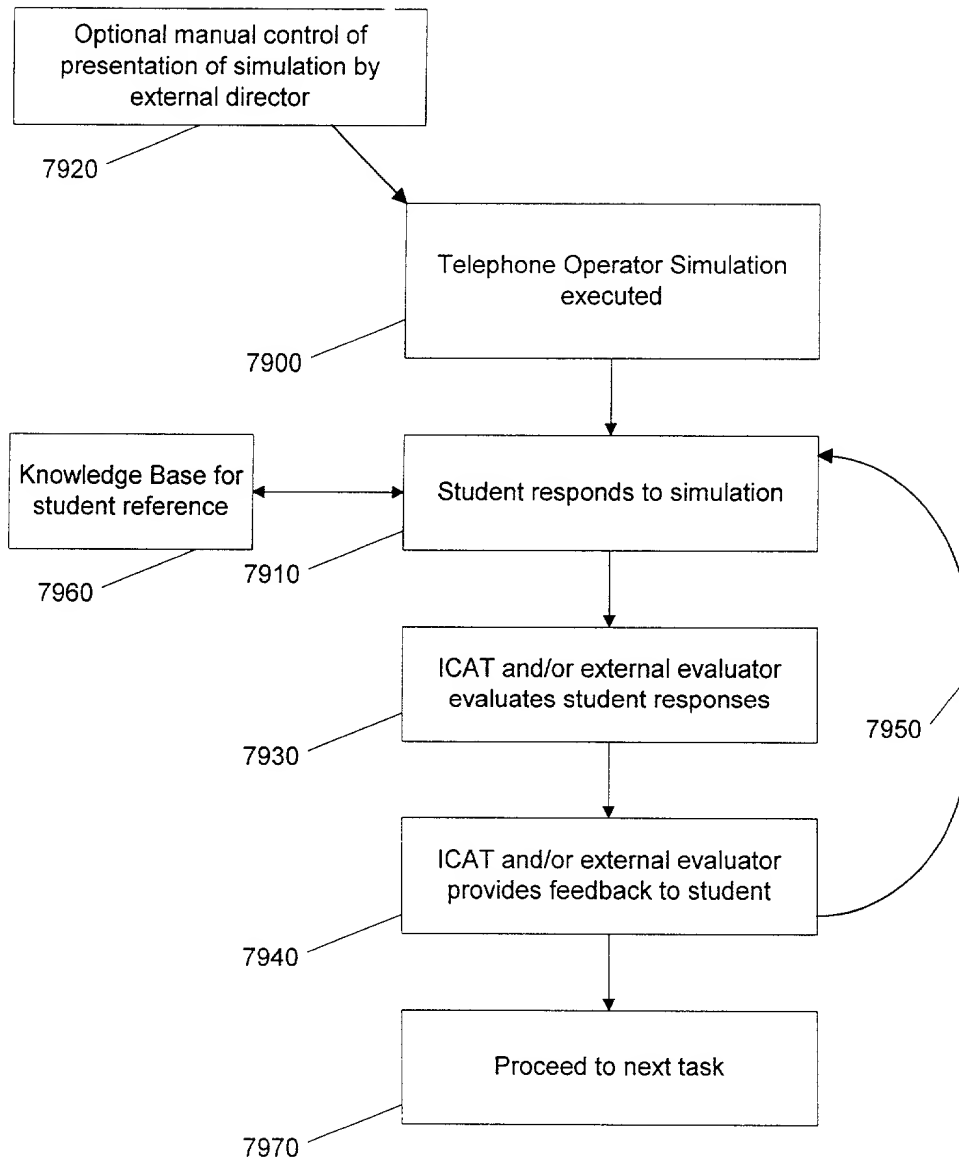 Optional manual control of
presentation of simulation by
external director
7920
Telephone Operator Simulation
executed
7900
Knowledge Base for
student reference
7960
Student responds to simulation
7910
ICAT and/or external evaluator
evaluates student responses
7930
7950
ICAT and/or external evaluator
provides feedback to student
7940
Proceed to next task
7970